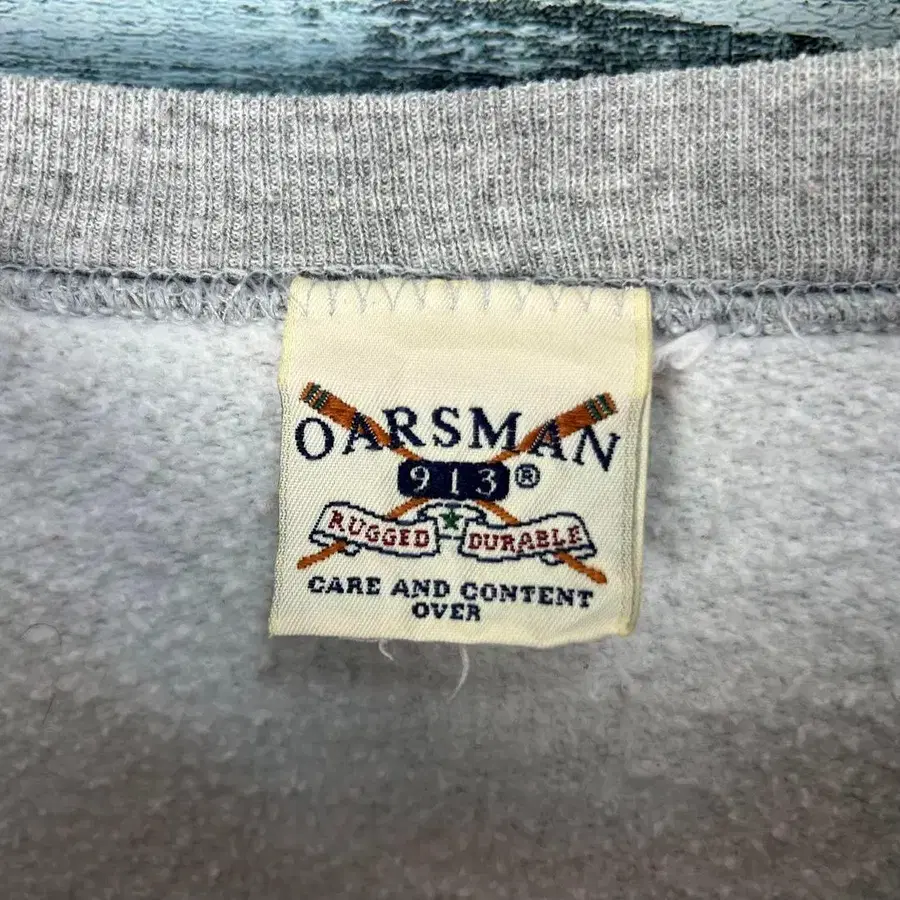 OARSMAN
913®
RUGGED DURABLE
CARE AND CONTENT
OVER